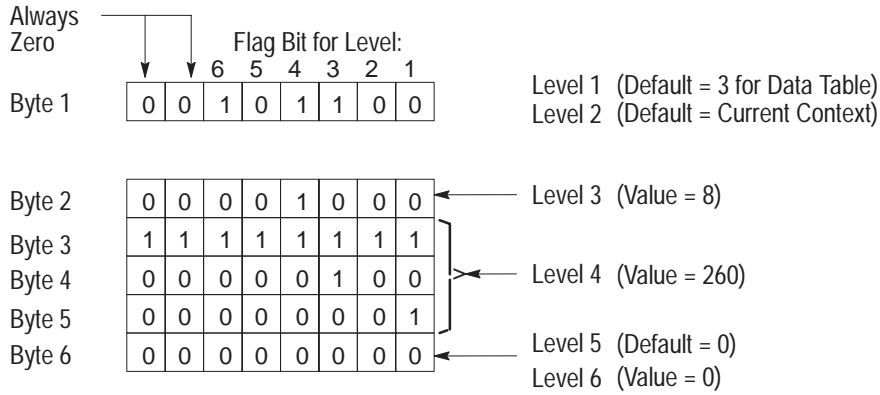 Always
Zero
Flag Bit for Level:
6 5 4 3 2 1
Byte 1 0 0 1 0 1 1 0 0
Level 1 (Default = 3 for Data Table)
Level 2 (Default = Current Context)
Byte 2 0 0 0 0 1 0 0 0 Level 3 (Value = 8)
Byte 3 1 1 1 1 1 1 1 1
Byte 4 0 0 0 0 0 1 0 0 Level 4 (Value = 260)
Byte 5 0 0 0 0 0 0 0 1
Byte 6 0 0 0 0 0 0 0 0 Level 5 (Default = 0)
Level 6 (Value = 0)